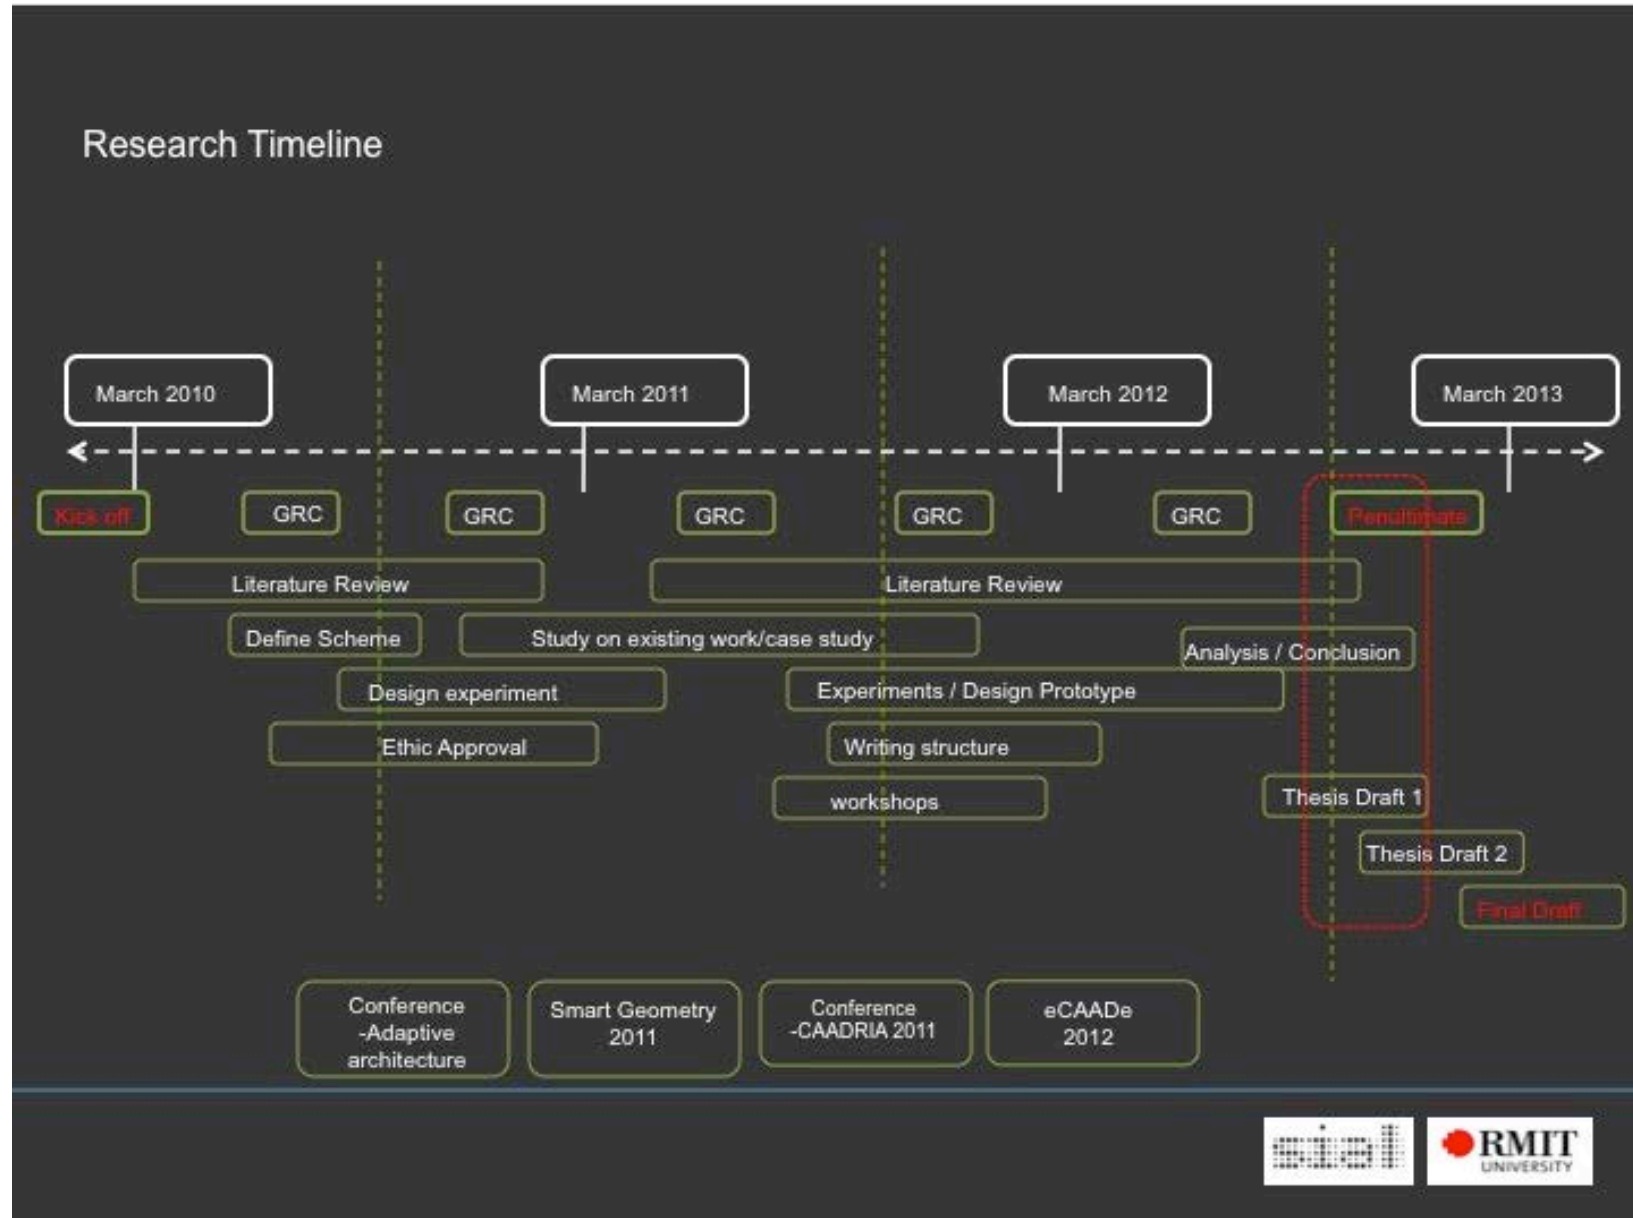 Research Timeline
March 2010
March 2011
March 2012
March 2013
Kick off
GRC
GRC
GRC
GRC
GRC
Penultimate
Literature Review
Literature Review
Define Scheme
Study on existing work/case study
Analysis / Conclusion
Design experiment
Experiments / Design Prototype
Ethic Approval
Writing structure
workshops
Thesis Draft 1
Thesis Draft 2
Final Draft
Conference
-Adaptive
architecture
Smart Geometry
2011
Conference
-CAADRIA 2011
eCAADe
2012
sial
RMIT
UNIVERSITY